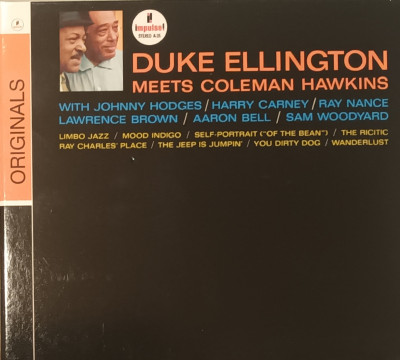 impulse!
STEREO A-26
DUKE ELLINGTON
MEETS COLEMAN HAWKINS
WITH JOHNNY HODGES / HARRY CARNEY / RAY NANCE
LAWRENCE BROWN / AARON BELL / SAM WOODYARD
LIMBO JAZZ / MOOD INDIGO / SELF-PORTRAIT ("OF THE BEAN") / THE RICITIC
RAY CHARLES' PLACE / THE JEEP IS JUMPIN' / YOU DIRTY DOG / WANDERLUST
ORIGINALS